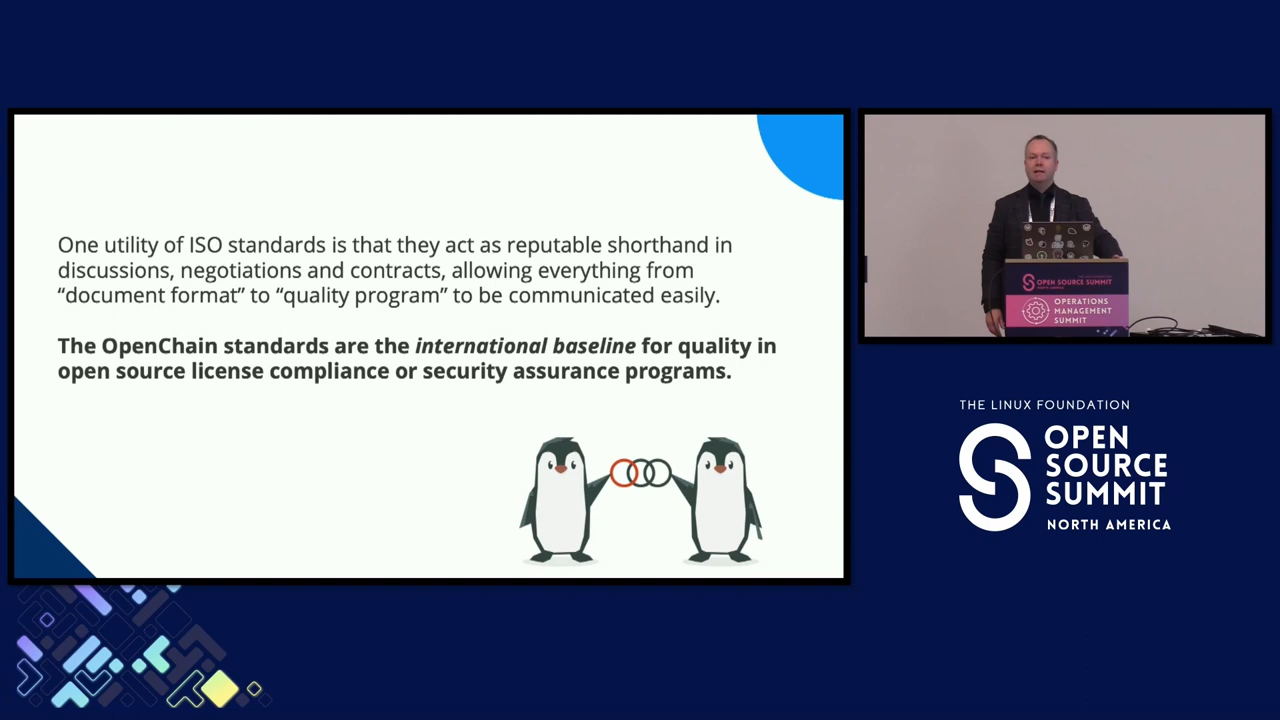 One utility of ISO standards is that they act as reputable shorthand in
discussions, negotiations and contracts, allowing everything from
“document format” to “quality program” to be communicated easily.
The OpenChain standards are the international baseline for quality in
open source license compliance or security assurance programs.
OPEN SOURCE SUMMIT
NORTH AMERICA
OPERATIONS
MANAGEMENT
SUMMIT
THE LINUX FOUNDATION
OPEN
SOURCE
SUMMIT
NORTH AMERICA